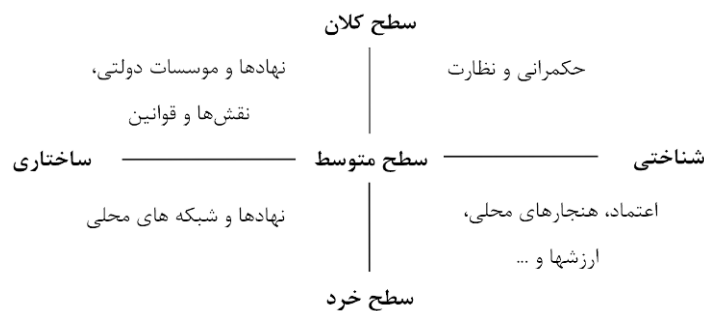 سطح کلان
حکمرانی و نظارت
نهادها و موسسات دولتی،
نقش‌ها و قوانین
شناختی
سطح متوسط
ساختاری
اعتماد، هنجارهای محلی،
ارزشها و ...
نهادها و شبکه های محلی
سطح خرد